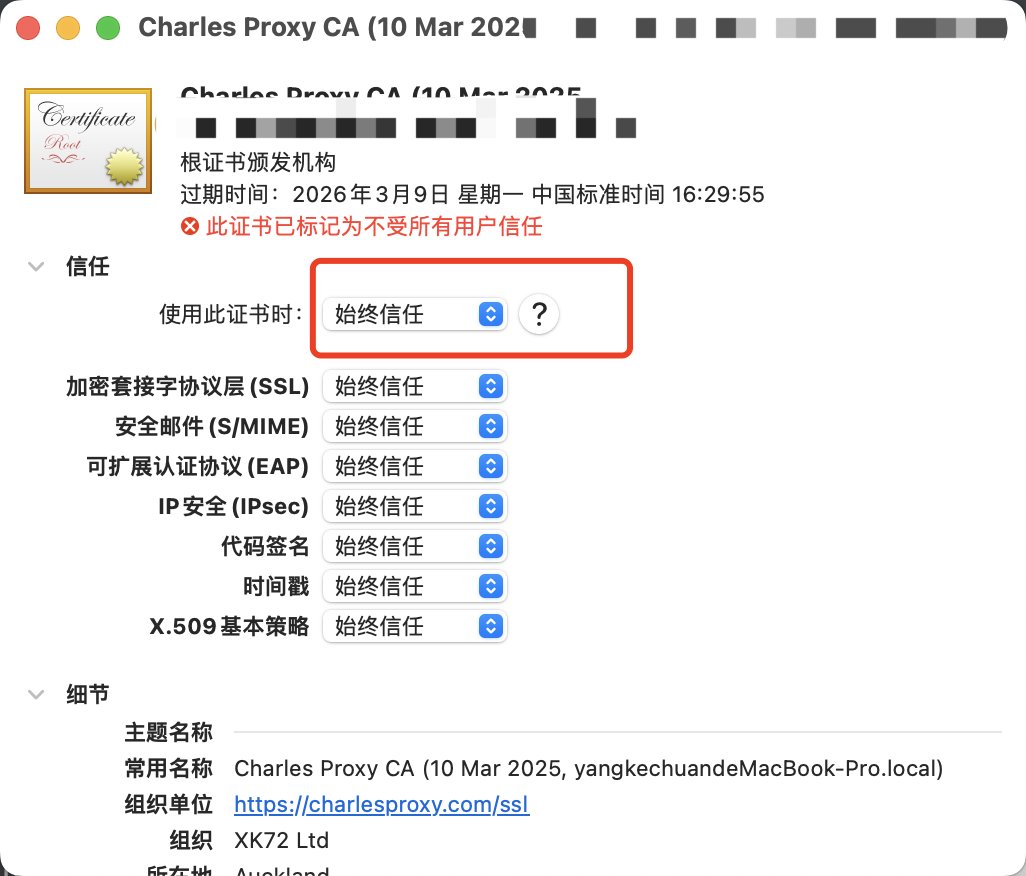 Charles Proxy CA (10 Mar 202
Certificate
Root
Charles Proxy CA (10 Mar 2025,
根证书颁发机构
过期时间：2026年3月9日 星期一 中国标准时间 16:29:55
此证书已标记为不受所有用户信任
信任
使用此证书时： 始终信任 ?
加密套接字协议层 (SSL) 始终信任
安全邮件 (S/MIME) 始终信任
可扩展认证协议 (EAP) 始终信任
IP 安全 (IPsec) 始终信任
代码签名 始终信任
时间戳 始终信任
X.509 基本策略 始终信任
细节
主题名称
常用名称 Charles Proxy CA (10 Mar 2025, yangkechuandeMacBook-Pro.local)
组织单位 https://charlesproxy.com/ssl
组织 XK72 Ltd
所在地 Auckland